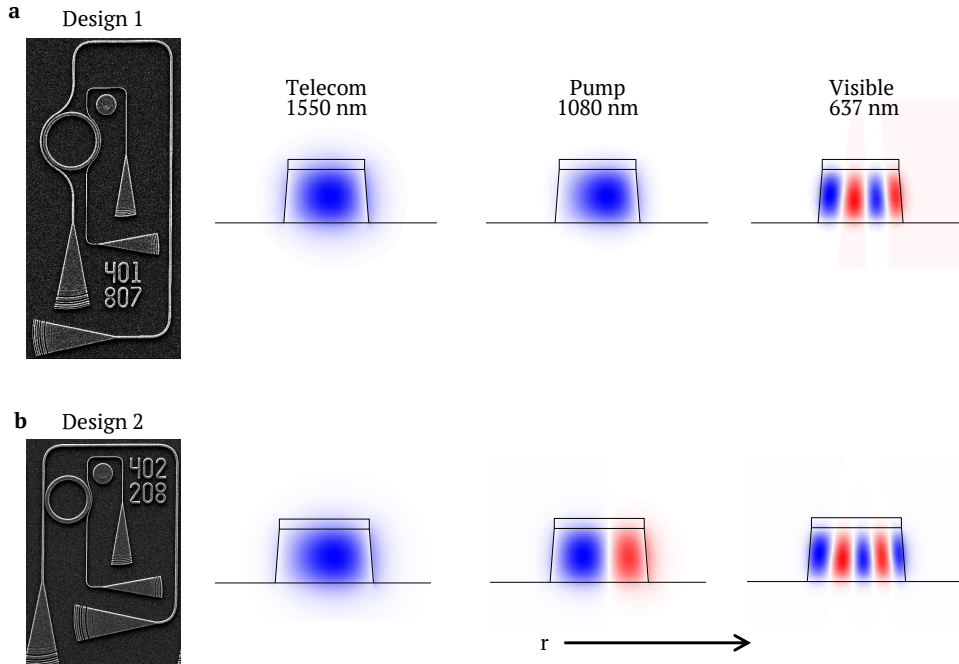 a
Design 1
Telecom
1550 nm
Pump
1080 nm
Visible
637 nm
401
807
b
Design 2
402
208
r